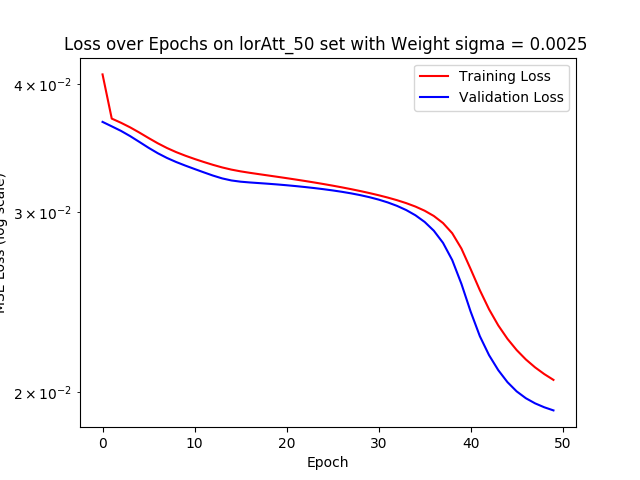 Loss over Epochs on lorAtt_50 set with Weight sigma = 0.0025
Training Loss
Validation Loss
4 × 10⁻²
3 × 10⁻²
2 × 10⁻²
MSE Loss (log scale)
0 10 20 30 40 50
Epoch